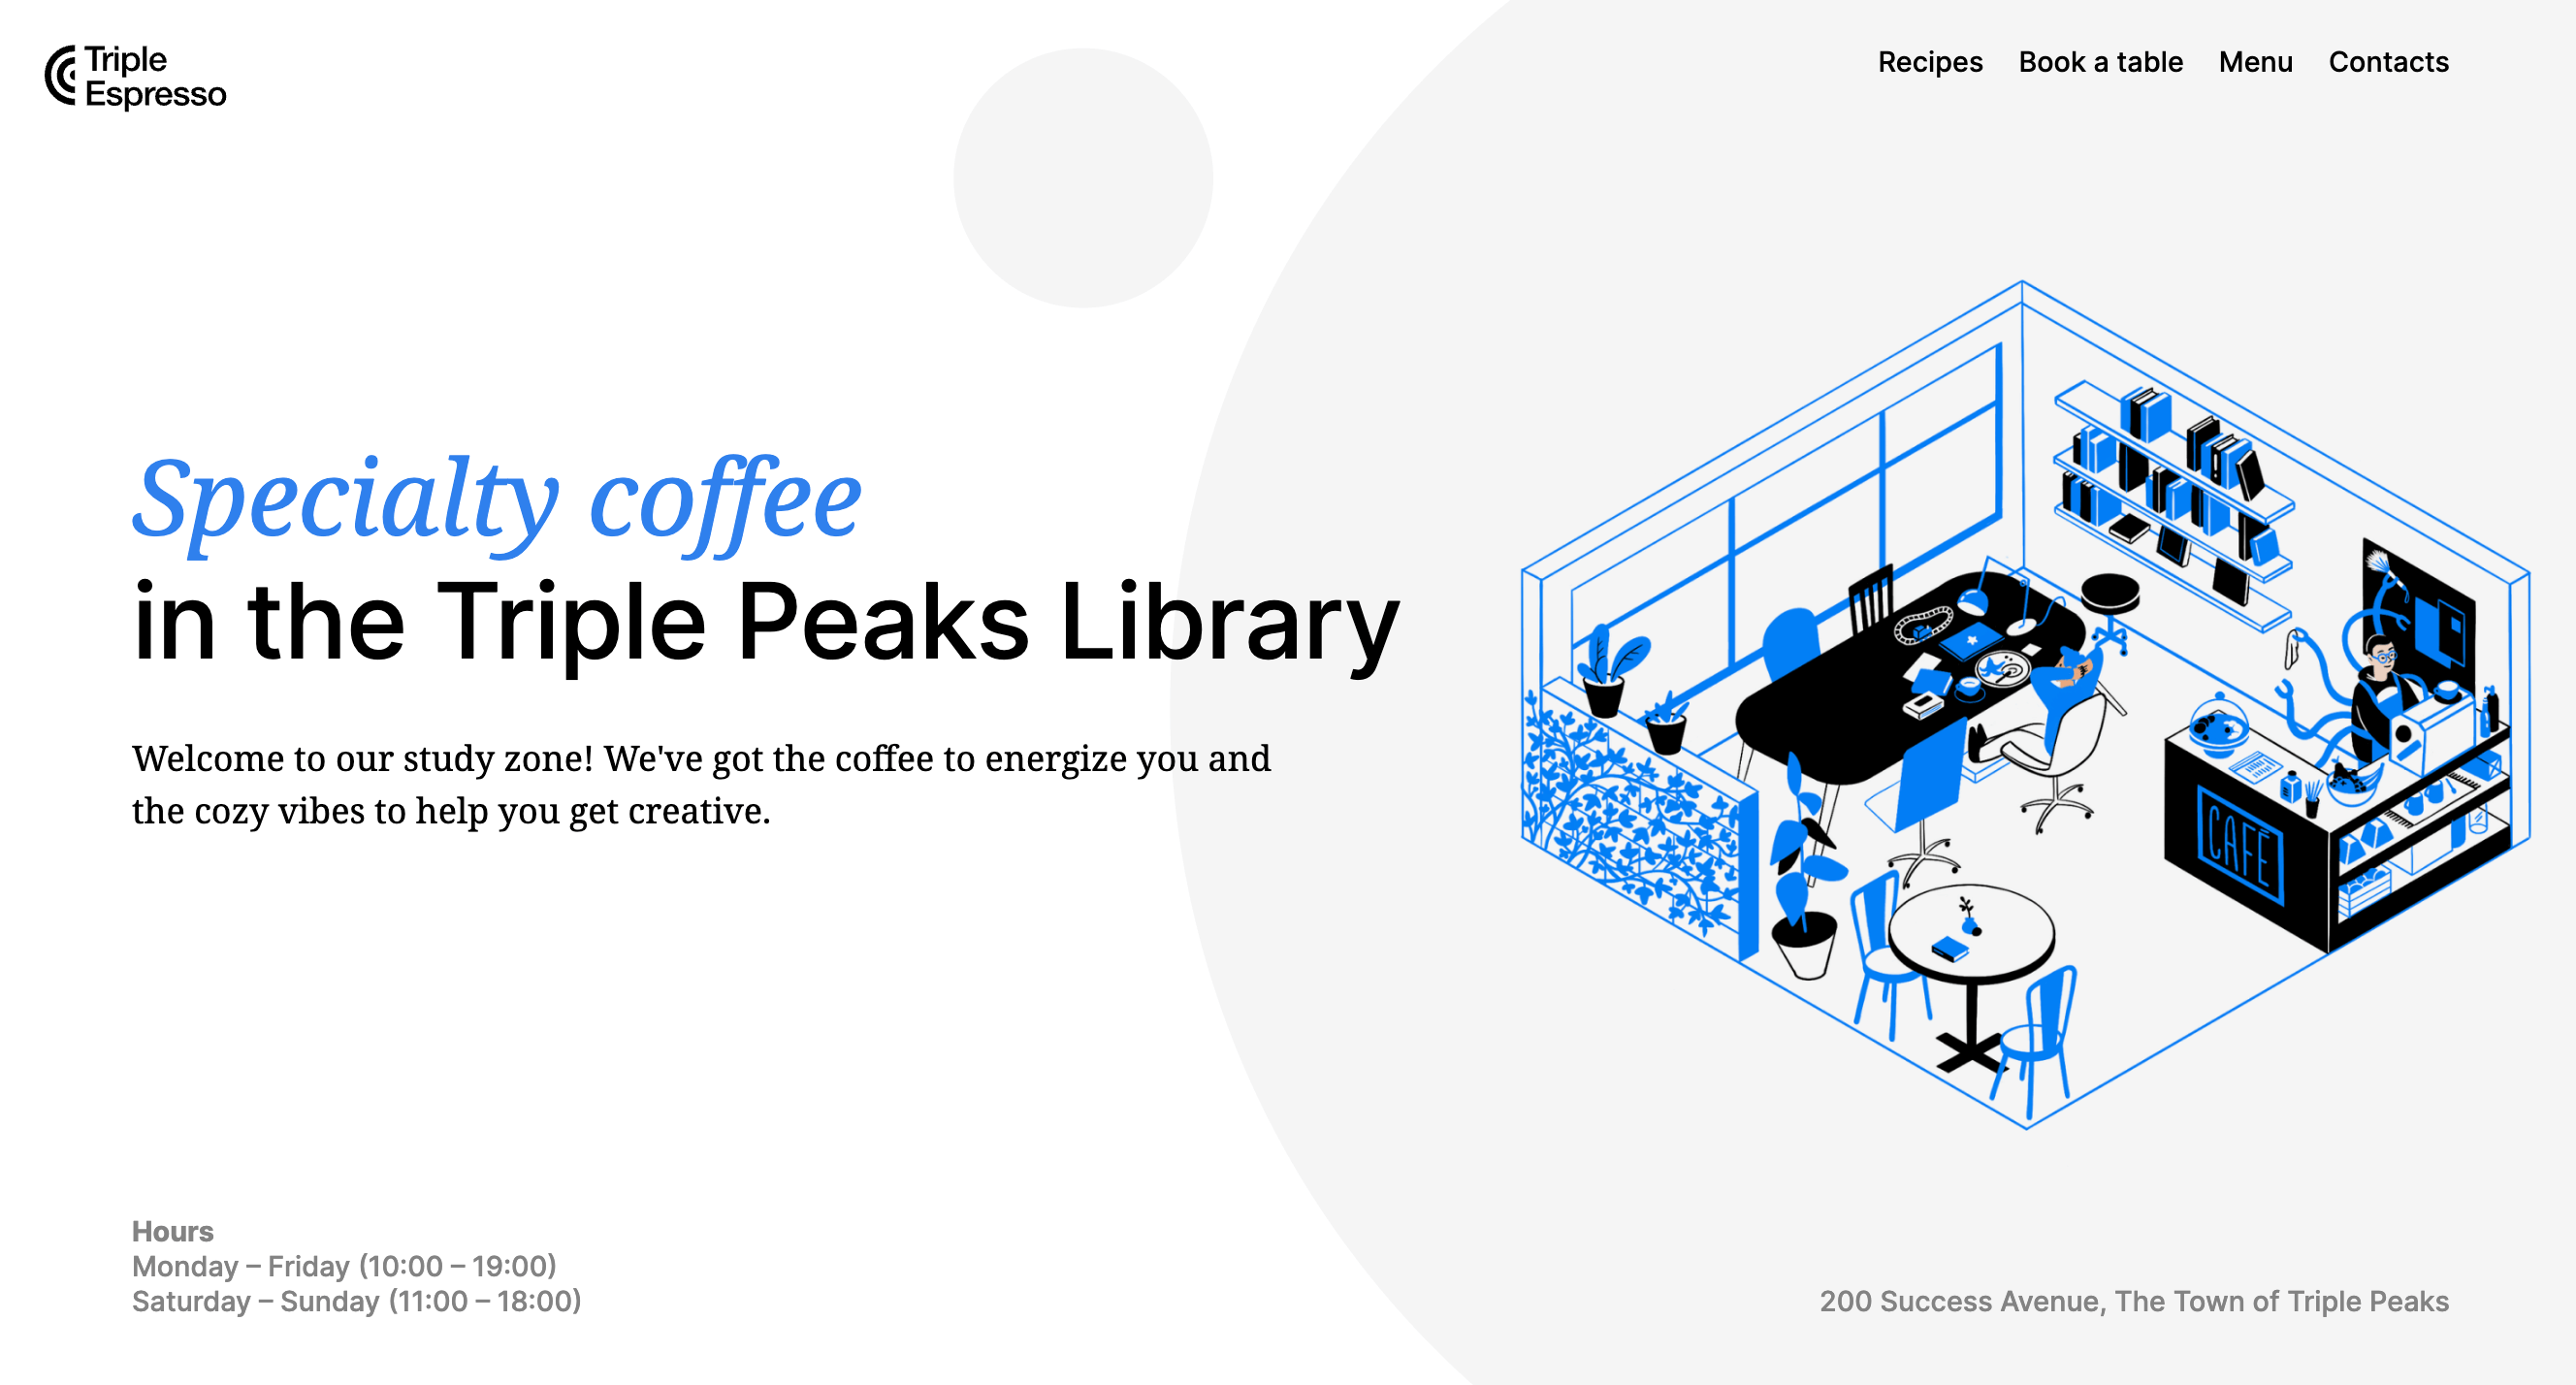 Triple
Espresso
Recipes Book a table Menu Contacts
Specialty coffee
in the Triple Peaks Library
Welcome to our study zone! We've got the coffee to energize you and
the cozy vibes to help you get creative.
CAFÉ
Hours
Monday – Friday (10:00 – 19:00)
Saturday – Sunday (11:00 – 18:00)
200 Success Avenue, The Town of Triple Peaks